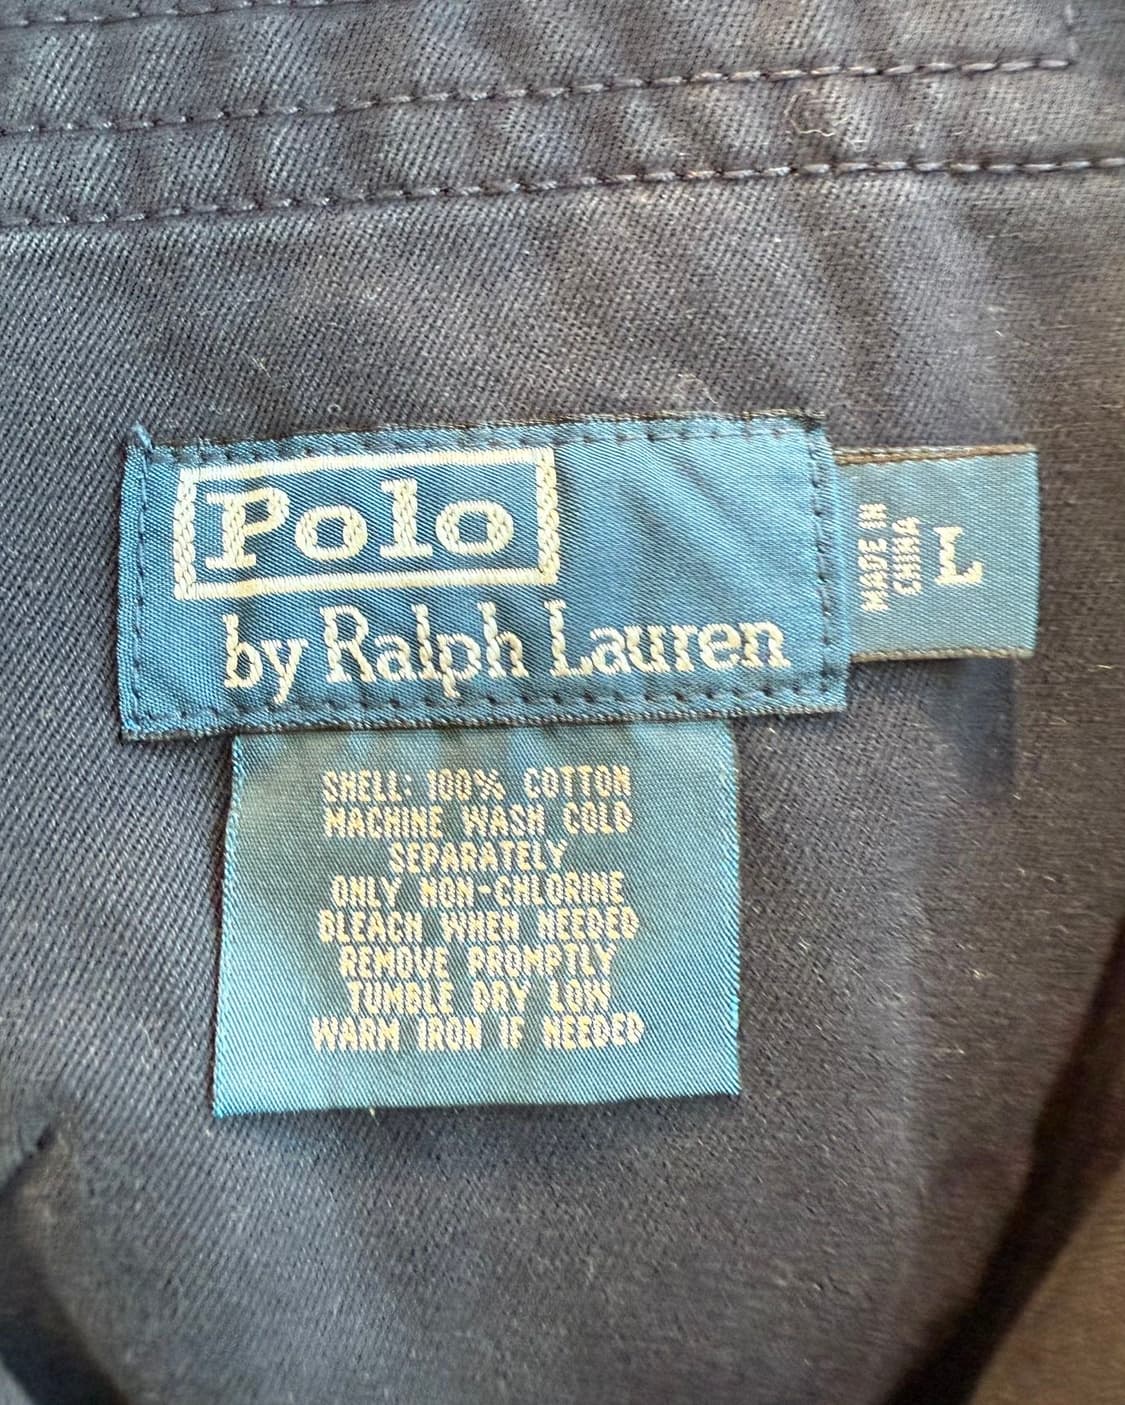 Polo
by Ralph Lauren
MADE IN
CHINA
L
SHELL: 100% COTTON
MACHINE WASH COLD
SEPARATELY
ONLY NON-CHLORINE
BLEACH WHEN NEEDED
REMOVE PROMPTLY
TUMBLE DRY LOW
WARM IRON IF NEEDED